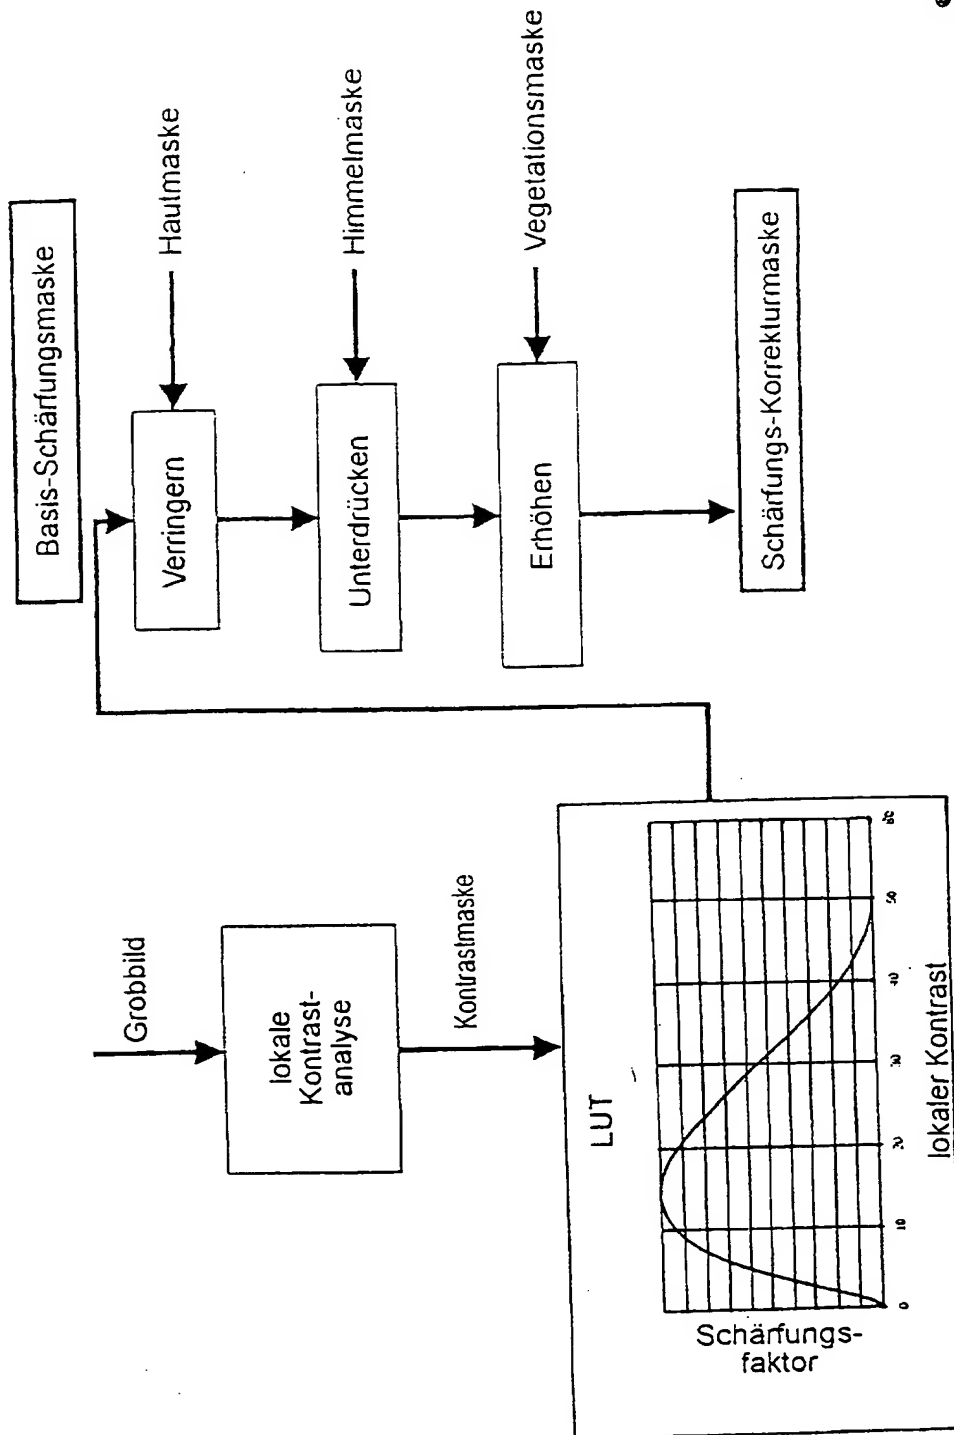 Grobbild
lokale
Kontrast-
analyse
Kontrastmaske
LUT
Schärfungs-
faktor
0 10 20 30 40 50
lokaler Kontrast
Basis-Schärfungsmaske
Verringern
Hautmaske
Unterdrücken
Himmelmaske
Erhöhen
Vegetationsmaske
Schärfungs-Korrekturmaske